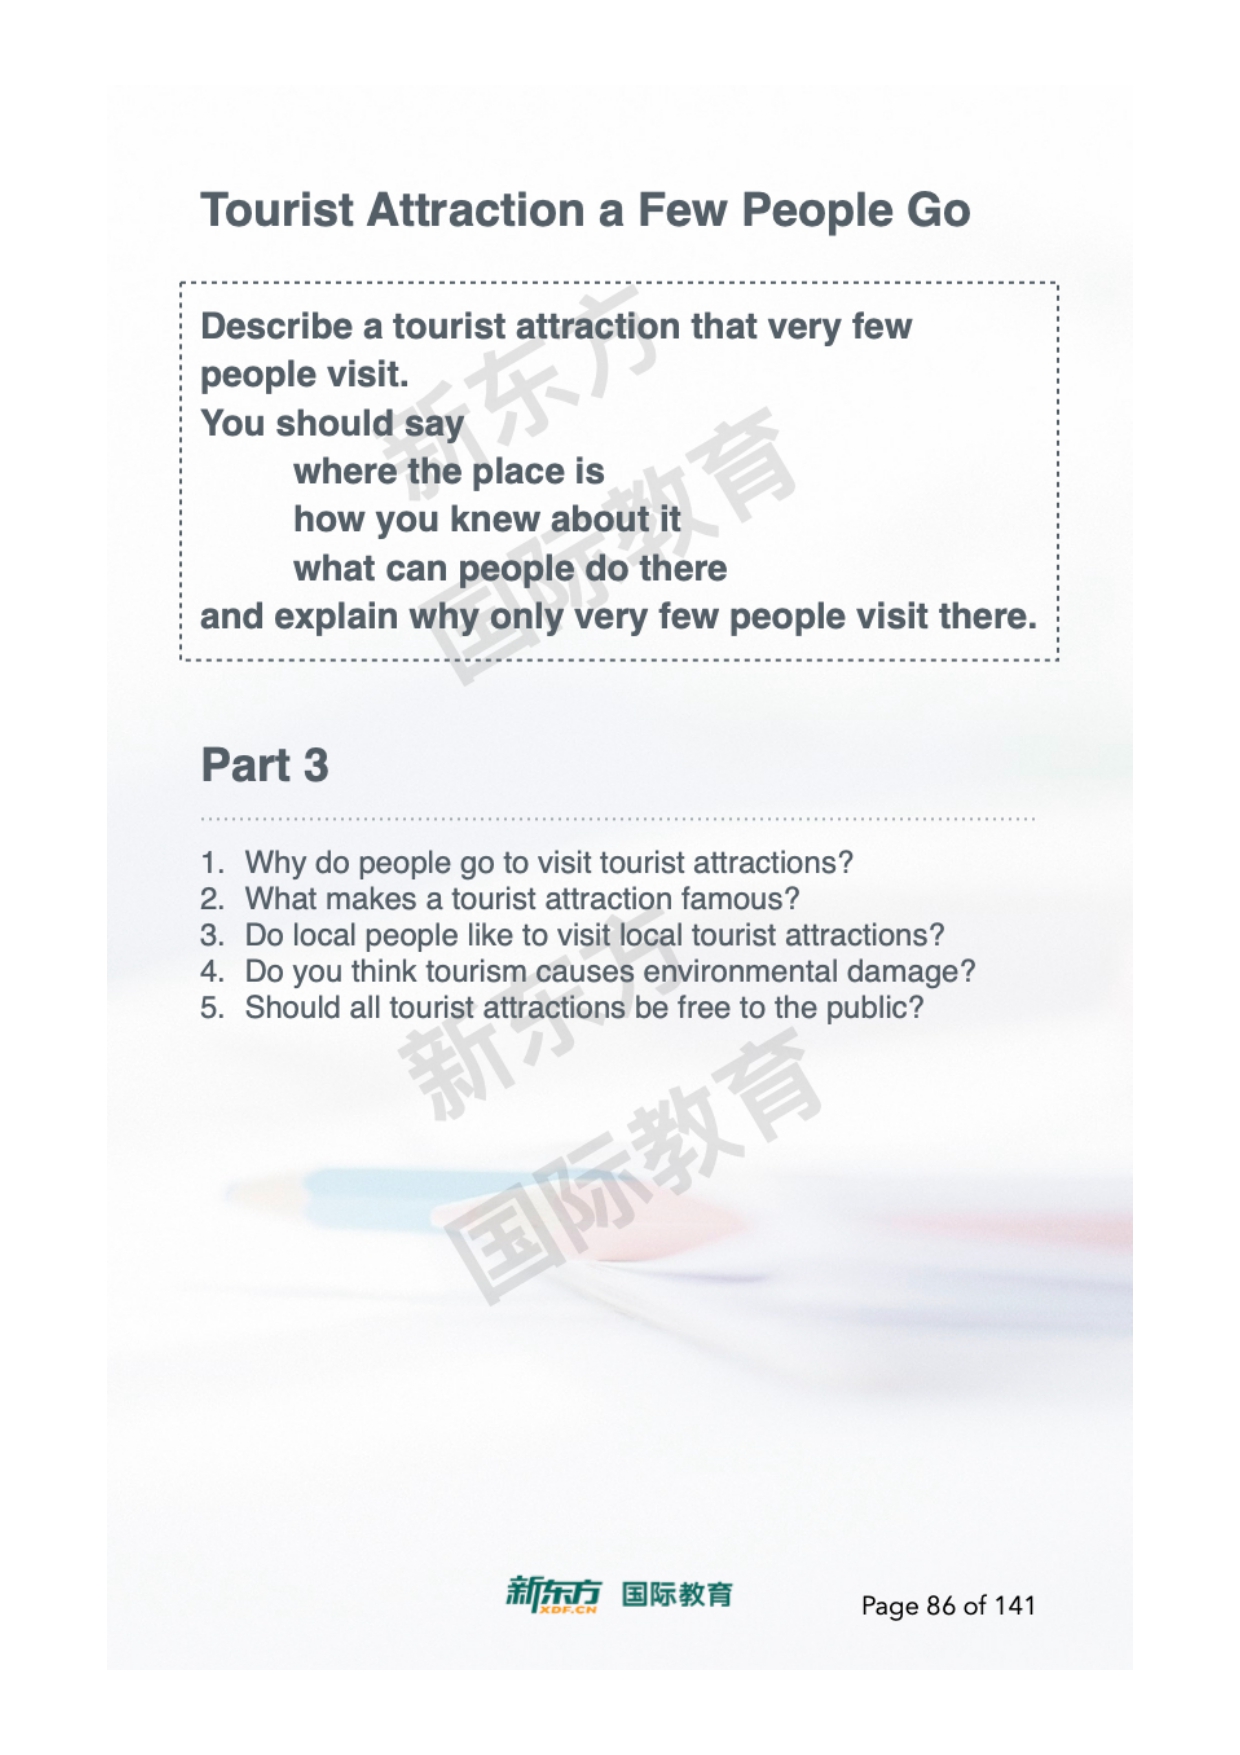 Tourist Attraction a Few People Go
Describe a tourist attraction that very few
people visit.
You should say
where the place is
how you knew about it
what can people do there
and explain why only very few people visit there.
新东方
国际教育
Part 3
1. Why do people go to visit tourist attractions?
2. What makes a tourist attraction famous?
3. Do local people like to visit local tourist attractions?
4. Do you think tourism causes environmental damage?
5. Should all tourist attractions be free to the public?
新东方
国际教育
新东方 国际教育
XDF.CN
Page 86 of 141